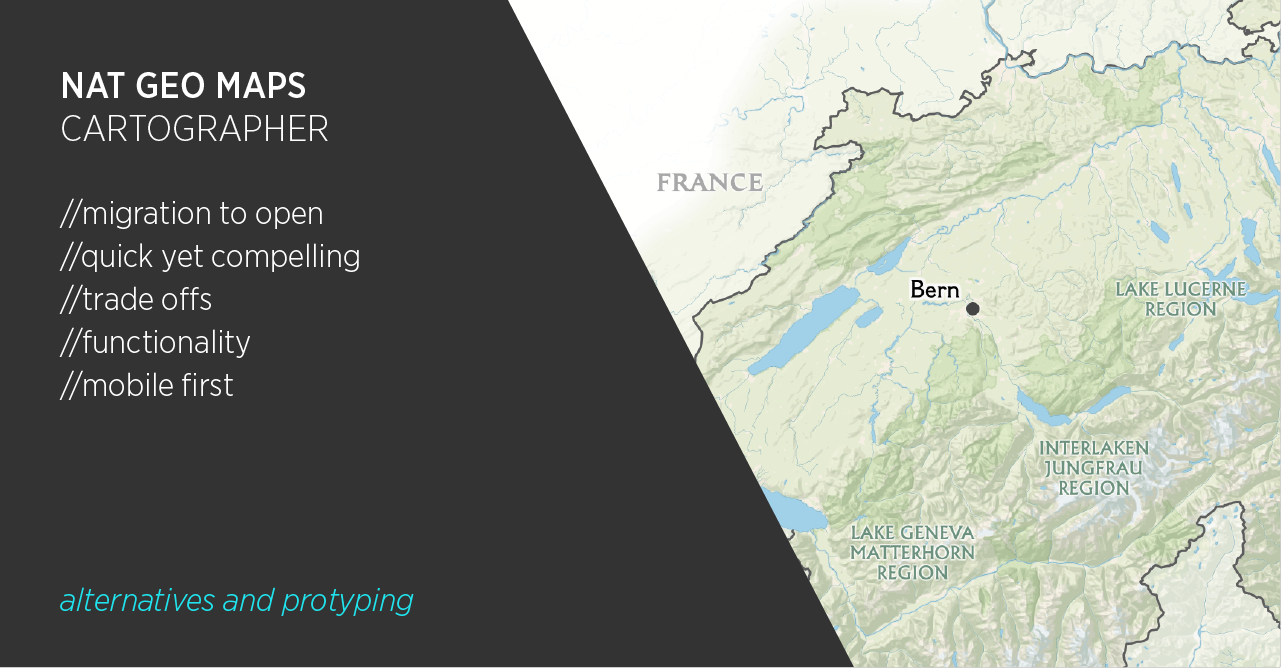 NAT GEO MAPS
CARTOGRAPHER
//migration to open
//quick yet compelling
//trade offs
//functionality
//mobile first
alternatives and protyping
FRANCE
Bern
LAKE LUCERNE
REGION
INTERLAKEN
JUNGFRAU
REGION
LAKE GENEVA
MATTERHORN
REGION